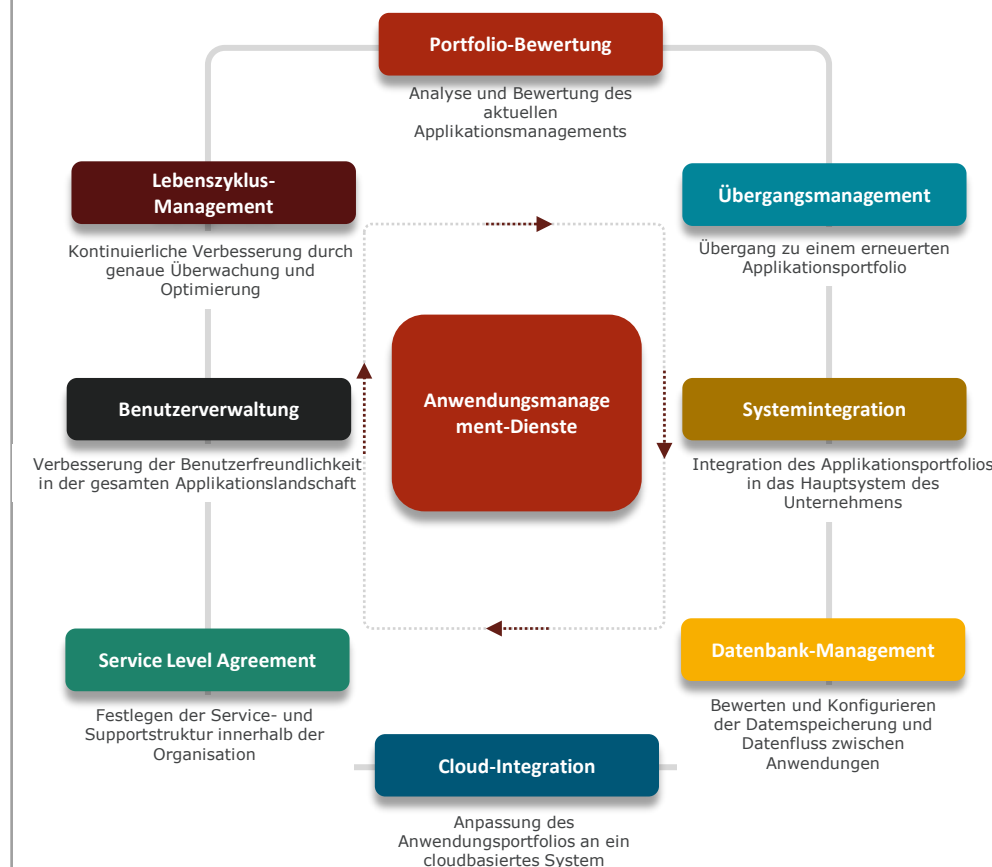 Portfolio-Bewertung
Analyse und Bewertung des
aktuellen
Applikationsmanagements
Lebenszyklus-
Management
Kontinuierliche Verbesserung durch
genaue Überwachung und
Optimierung
Übergangsmanagement
Übergang zu einem erneuerten
Applikationsportfolio
Anwendungsmanage
ment-Dienste
Benutzerverwaltung
Verbesserung der Benutzerfreundlichkeit
in der gesamten Applikationslandschaft
Systemintegration
Integration des Applikationsportfolios
in das Hauptsystem des
Unternehmens
Service Level Agreement
Festlegen der Service- und
Supportstruktur innerhalb der
Organisation
Datenbank-Management
Bewerten und Konfigurieren
der Datemspeicherung und
Datenfluss zwischen
Anwendungen
Cloud-Integration
Anpassung des
Anwendungsportfolios an ein
cloudbasiertes System